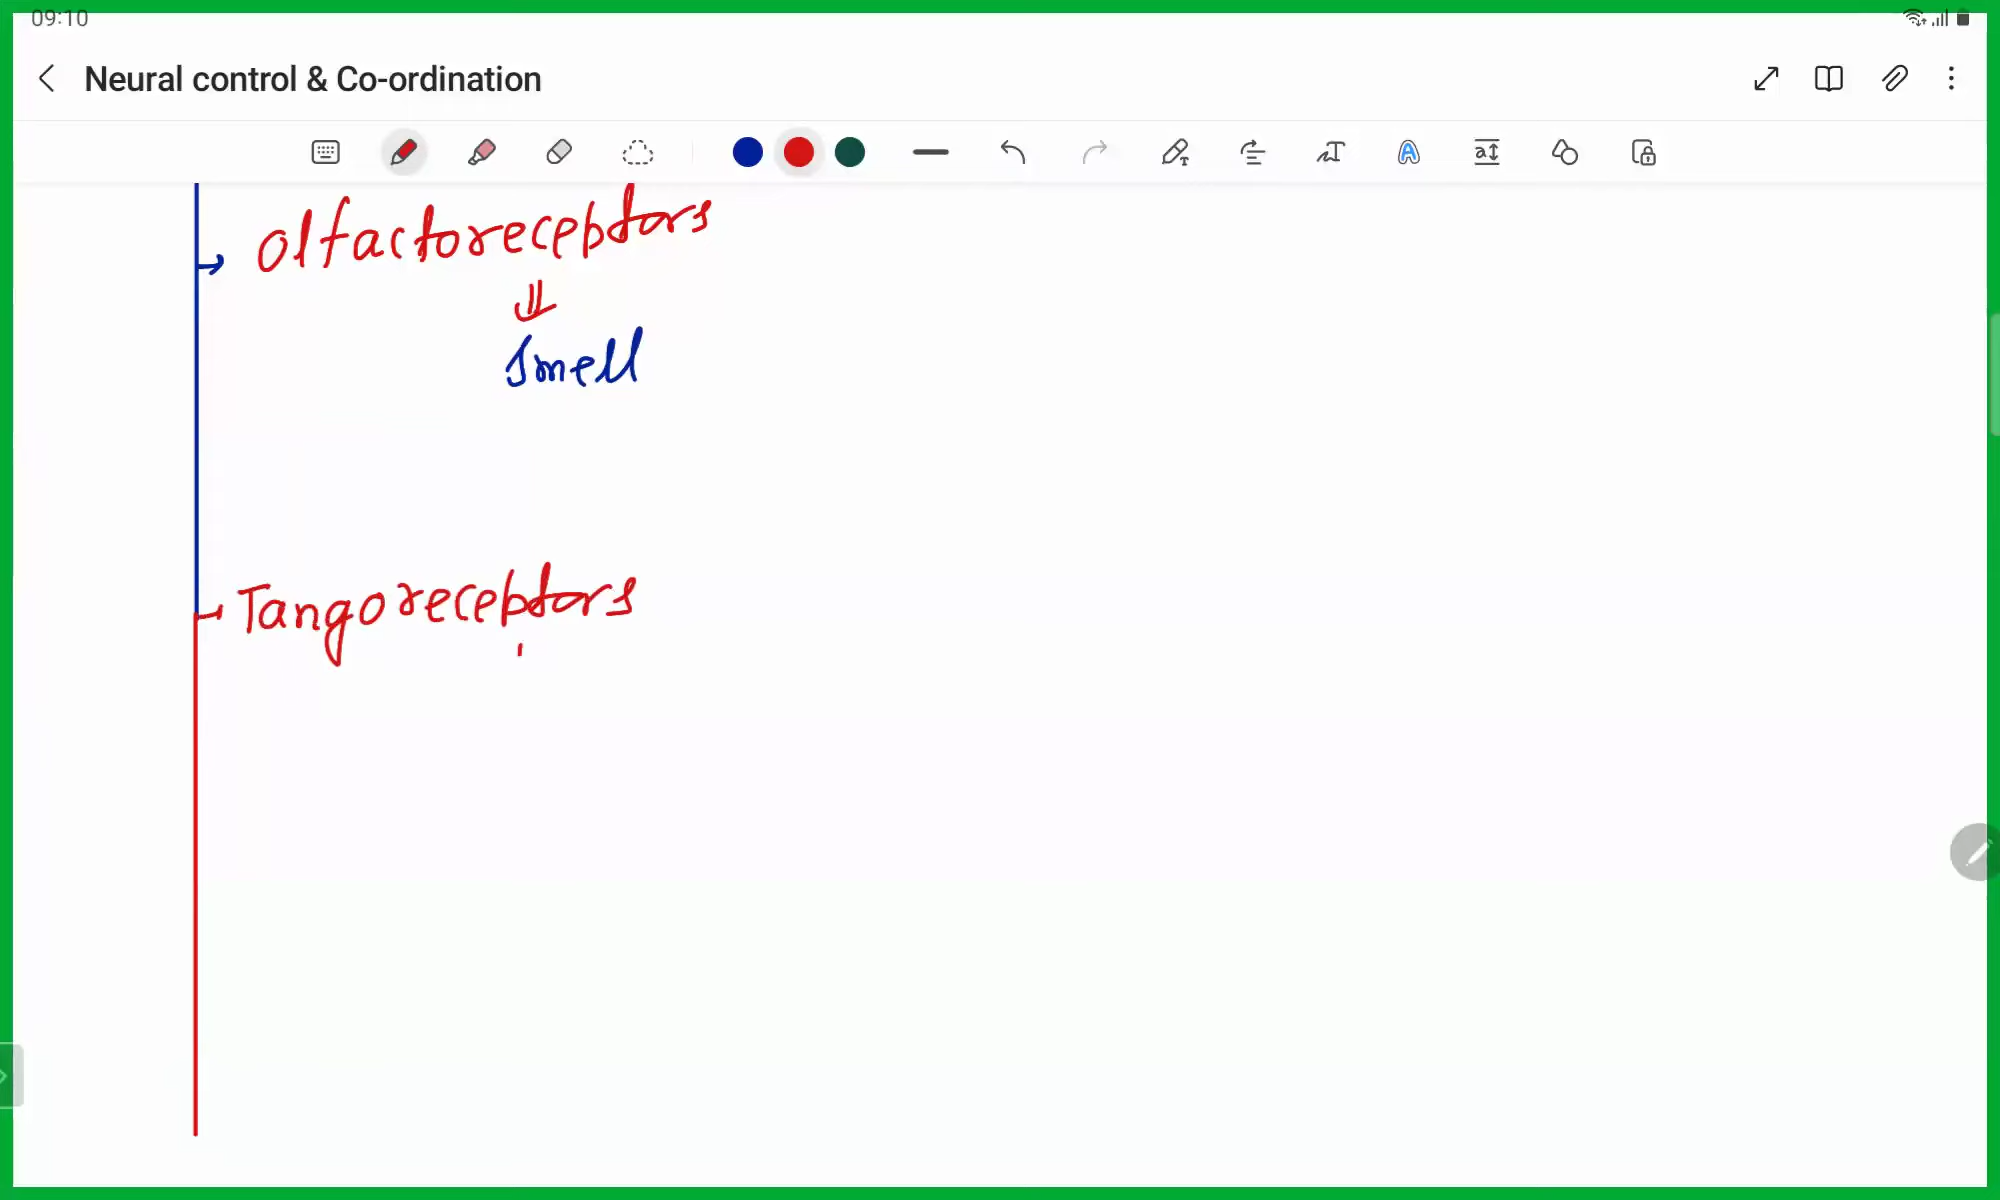 09:10
Neural control & Co-ordination
Olfactoreceptors
Smell
Tangoreceptors